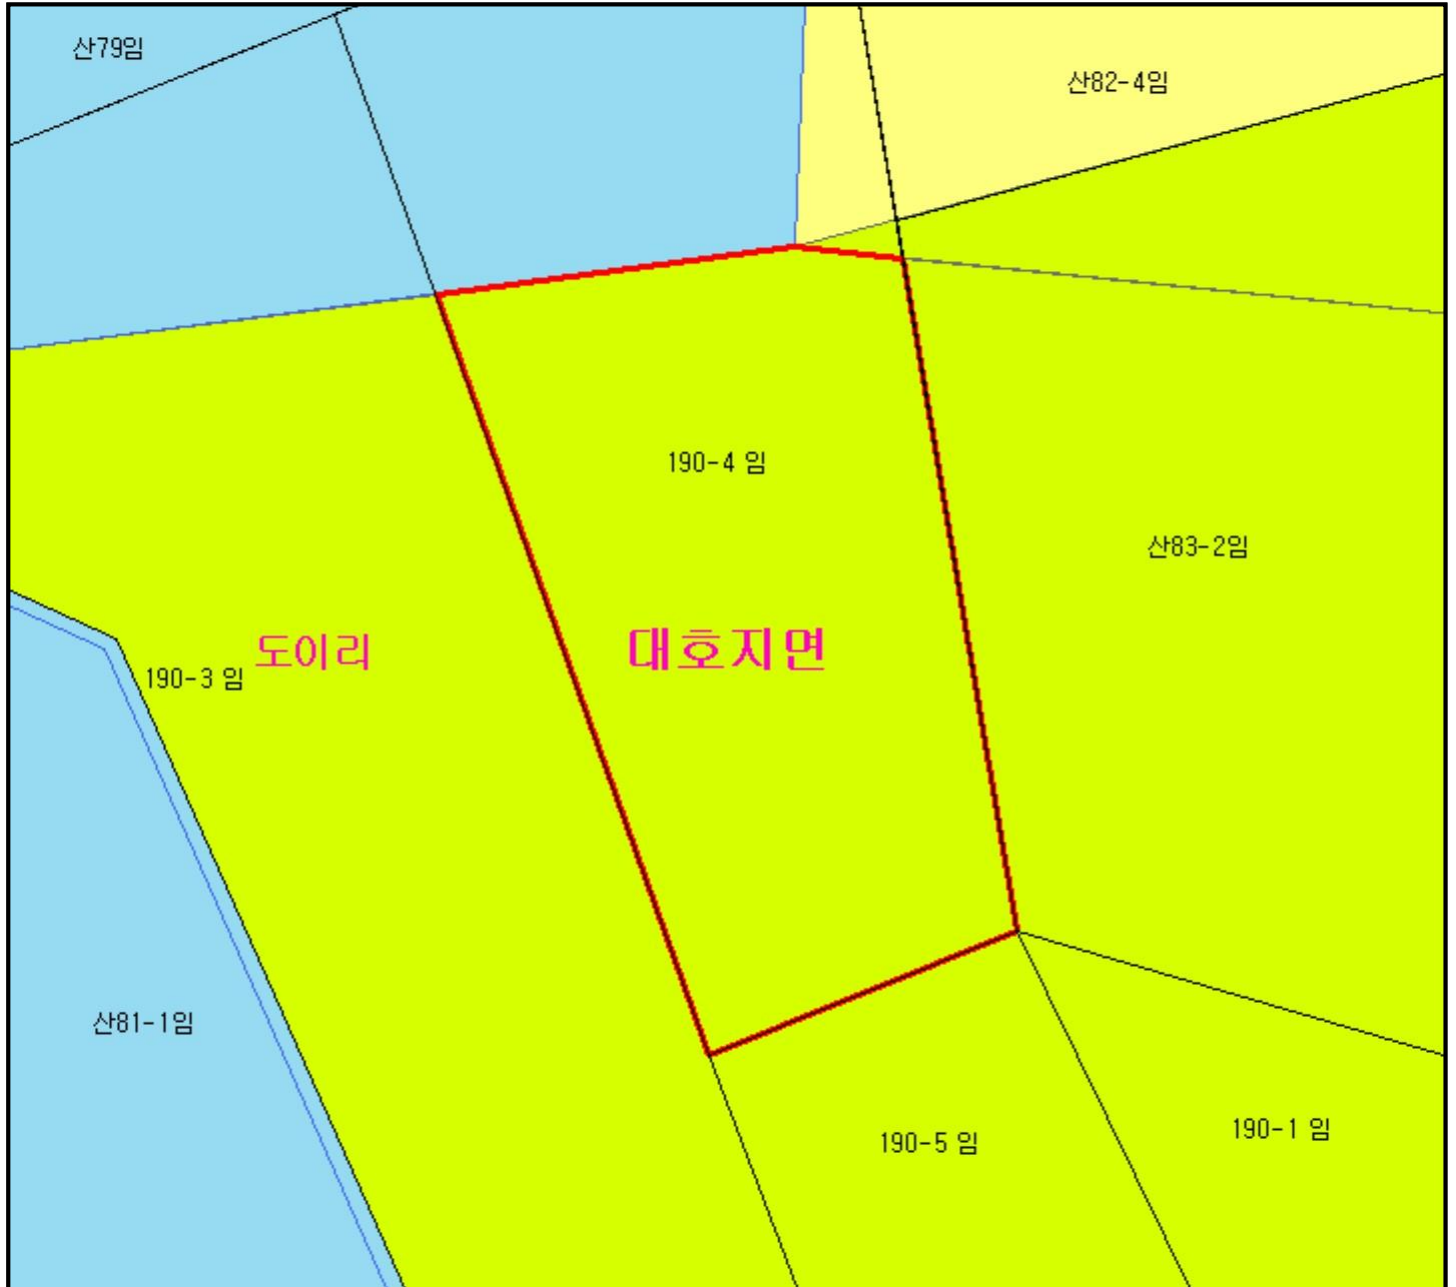 산79임
산82-4임
190-4 임
산83-2임
도이리
대호지면
190-3 임
산81-1임
190-5 임
190-1 임